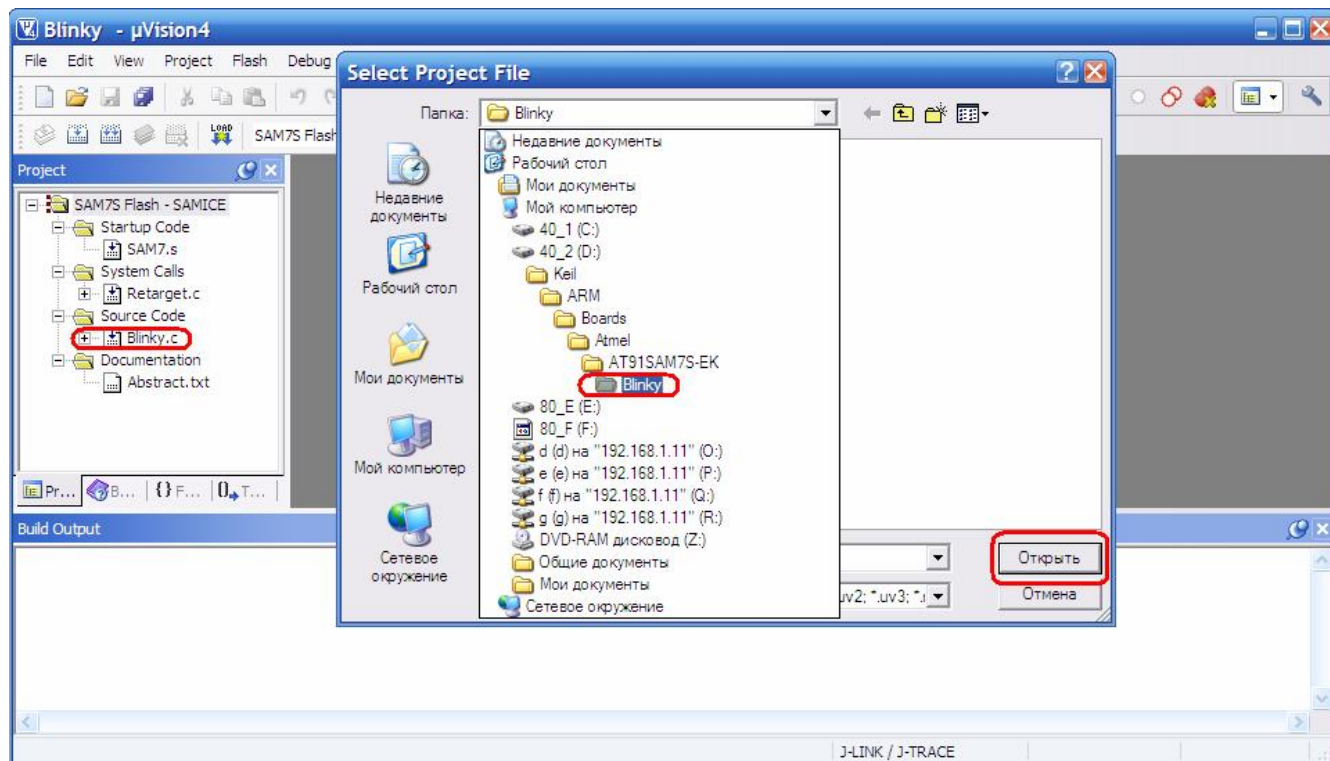 Blinky - µVision4
File Edit View Project Flash Debug
LOAD
SAM7S Flash
Project
SAM7S Flash - SAMICE
Startup Code
SAM7.s
System Calls
Retarget.c
Source Code
Blinky.c
Documentation
Abstract.txt
Pr... B... {} F... 0 T...
Select Project File
Папка: Blinky
Недавние документы
Рабочий стол
Мои документы
Мой компьютер
Сетевое окружение
Недавние документы
Рабочий стол
Мои документы
Мой компьютер
40_1 (C:)
40_2 (D:)
Keil
ARM
Boards
Atmel
AT91SAM7S-EK
Blinky
80_E (E:)
80_F (F:)
d (d) на "192.168.1.11" (O:)
e (e) на "192.168.1.11" (P:)
f (f) на "192.168.1.11" (Q:)
g (g) на "192.168.1.11" (R:)
DVD-RAM дисковод (Z:)
Общие документы
Мои документы
Сетевое окружение
Открыть
uv2; *.uv3; *.
Отмена
Build Output
J-LINK / J-TRACE